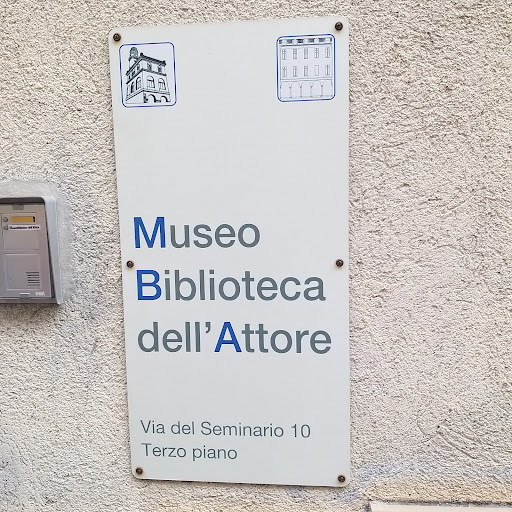 Museo
Biblioteca
dell'Attore
Via del Seminario 10
Terzo piano